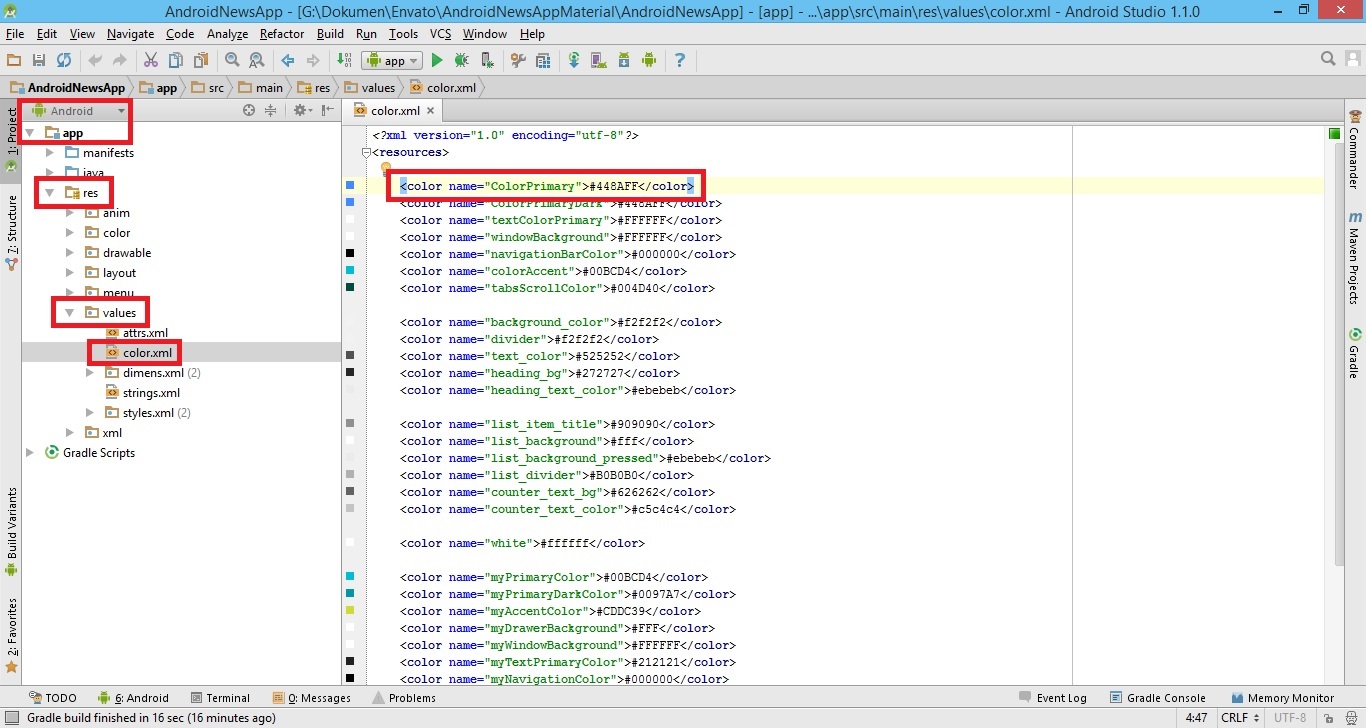 AndroidNewsApp - [G:\Dokumen\Envato\AndroidNewsAppMaterial\AndroidNewsApp] - [app] - ...\app\src\main\res\values\color.xml - Android Studio 1.1.0
File Edit View Navigate Code Analyze Refactor Build Run Tools VCS Window Help
app
AndroidNewsApp app src main res values color.xml
1: Project
7: Structure
Build Variants
2: Favorites
Android
app
manifests
java
res
anim
color
drawable
layout
menu
values
attrs.xml
color.xml
dimens.xml (2)
strings.xml
styles.xml (2)
xml
Gradle Scripts
color.xml
<?xml version="1.0" encoding="utf-8"?>
<resources>
<color name="ColorPrimary">#448AFF</color>
<color name="ColorPrimaryDark">#448AFF</color>
<color name="textColorPrimary">#FFFFFF</color>
<color name="windowBackground">#FFFFFF</color>
<color name="navigationBarColor">#000000</color>
<color name="colorAccent">#00BCD4</color>
<color name="tabsScrollColor">#004D40</color>
<color name="background_color">#f2f2f2</color>
<color name="divider">#f2f2f2</color>
<color name="text_color">#525252</color>
<color name="heading_bg">#272727</color>
<color name="heading_text_color">#ebebeb</color>
<color name="list_item_title">#909090</color>
<color name="list_background">#fff</color>
<color name="list_background_pressed">#ebebeb</color>
<color name="list_divider">#B0B0B0</color>
<color name="counter_text_bg">#626262</color>
<color name="counter_text_color">#c5c4c4</color>
<color name="white">#ffffff</color>
<color name="myPrimaryColor">#00BCD4</color>
<color name="myPrimaryDarkColor">#0097A7</color>
<color name="myAccentColor">#CDDC39</color>
<color name="myDrawerBackground">#FFF</color>
<color name="myWindowBackground">#FFFFFF</color>
<color name="myTextPrimaryColor">#212121</color>
<color name="myNavigationColor">#000000</color>
Commander
m Maven Projects
Gradle
TODO 6: Android Terminal 0: Messages Problems Event Log Gradle Console Memory Monitor
Gradle build finished in 16 sec (16 minutes ago) 4:47 CRLF UTF-8